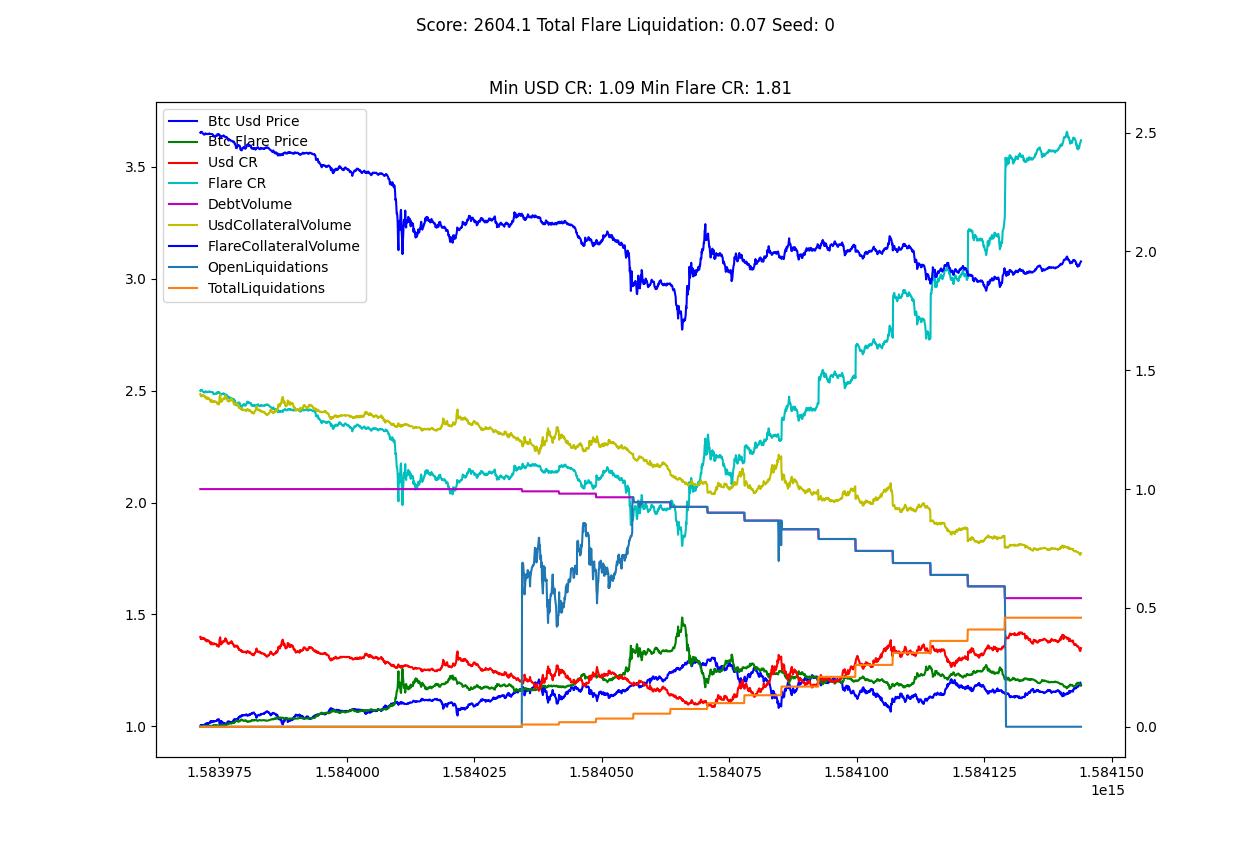 Score: 2604.1 Total Flare Liquidation: 0.07 Seed: 0
Min USD CR: 1.09 Min Flare CR: 1.81
Btc Usd Price
Btc Flare Price
Usd CR
Flare CR
DebtVolume
UsdCollateralVolume
FlareCollateralVolume
OpenLiquidations
TotalLiquidations
3.5
3.0
2.5
2.0
1.5
1.0
2.5
2.0
1.5
1.0
0.5
0.0
1.583975 1.584000 1.584025 1.584050 1.584075 1.584100 1.584125 1.584150
1e15